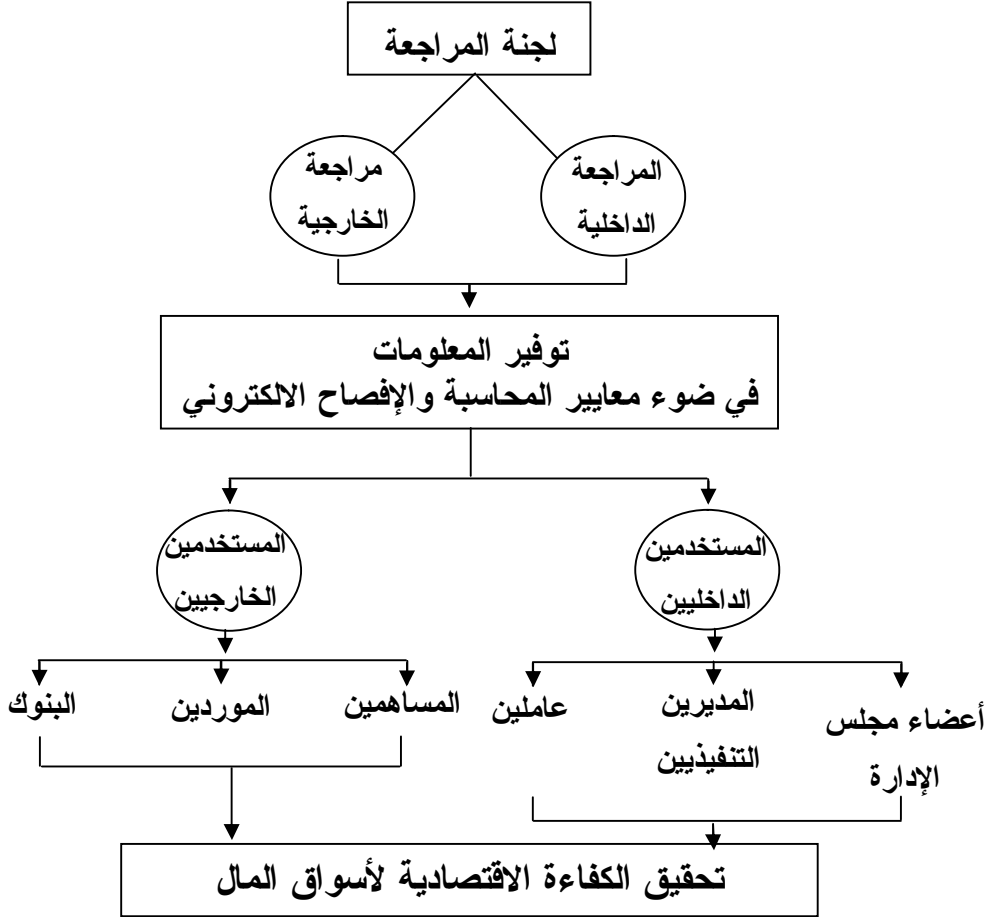 لجنة المراجعة
المراجعة
الداخلية
مراجعة
الخارجية
توفير المعلومات
في ضوء معايير المحاسبة والإفصاح الالكتروني
المستخدمين
الداخليين
المستخدمين
الخارجيين
أعضاء مجلس
الإدارة
المديرين
التنفيذيين
عاملين
المساهمين
الموردين
البنوك
تحقيق الكفاءة الاقتصادية لأسواق المال